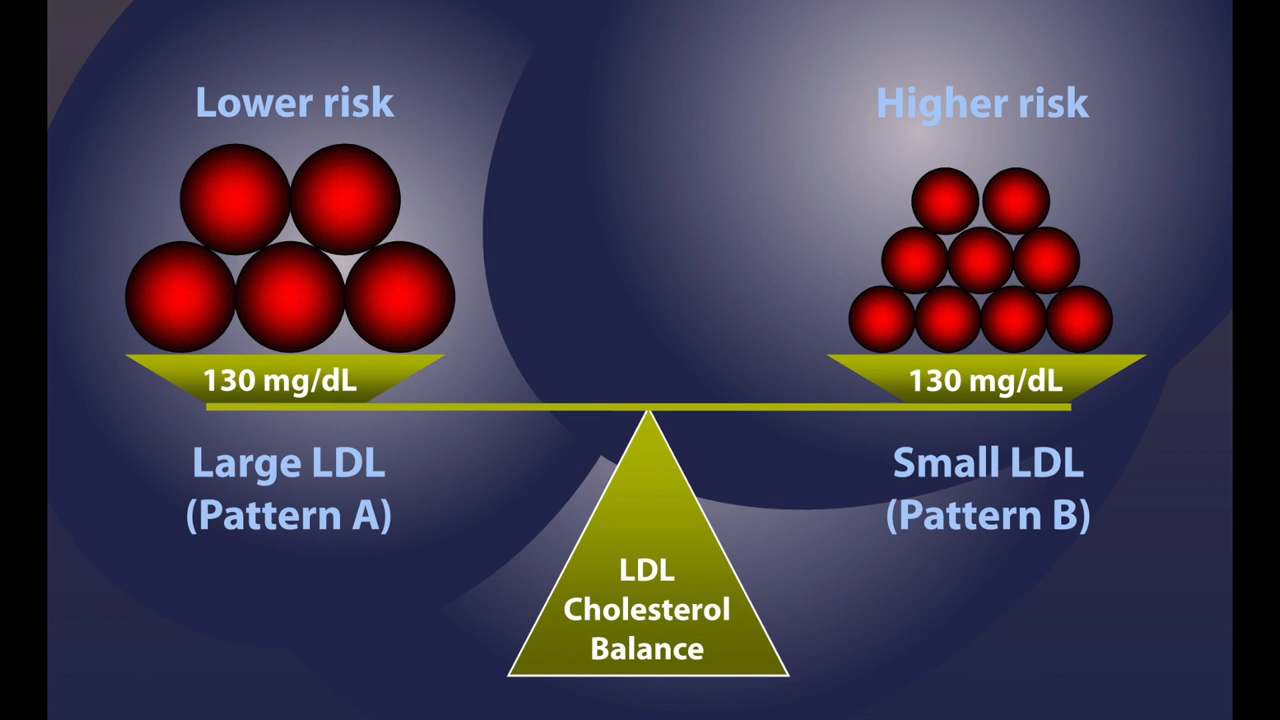 Lower risk
Higher risk
130 mg/dL
130 mg/dL
Large LDL
(Pattern A)
Small LDL
(Pattern B)
LDL
Cholesterol
Balance